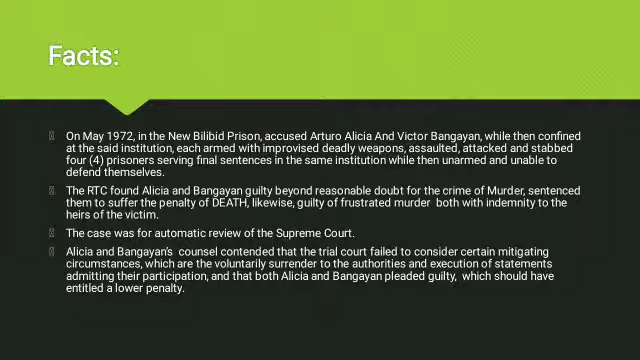 Facts:
On May 1972, in the New Bilibid Prison, accused Arturo Alicia And Victor Bangayan, while then confined
at the said institution, each armed with improvised deadly weapons, assaulted, attacked and stabbed
four (4) prisoners serving final sentences in the same institution while then unarmed and unable to
defend themselves.
The RTC found Alicia and Bangayan guilty beyond reasonable doubt for the crime of Murder, sentenced
them to suffer the penalty of DEATH, likewise, guilty of frustrated murder both with indemnity to the
heirs of the victim.
The case was for automatic review of the Supreme Court.
Alicia and Bangayan's counsel contended that the trial court failed to consider certain mitigating
circumstances, which are the voluntarily surrender to the authorities and execution of statements
admitting their participation, and that both Alicia and Bangayan pleaded guilty, which should have
entitled a lower penalty.